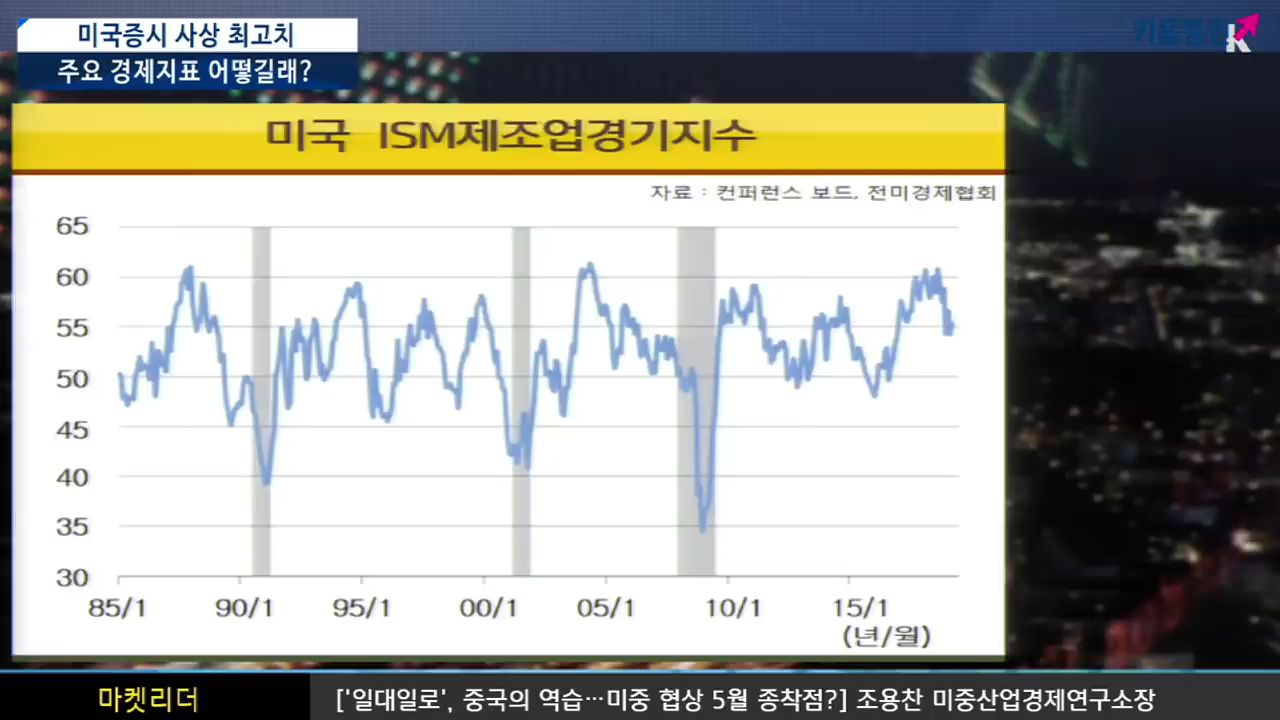 미국증시 사상 최고치
주요 경제지표 어떻길래?
키움증권
미국 ISM제조업경기지수
자료 : 컨퍼런스 보드, 전미경제협회
65
60
55
50
45
40
35
30
85/1 90/1 95/1 00/1 05/1 10/1 15/1
(년/월)
마켓리더
['일대일로', 중국의 역습…미중 협상 5월 종착점?] 조용찬 미중산업경제연구소장